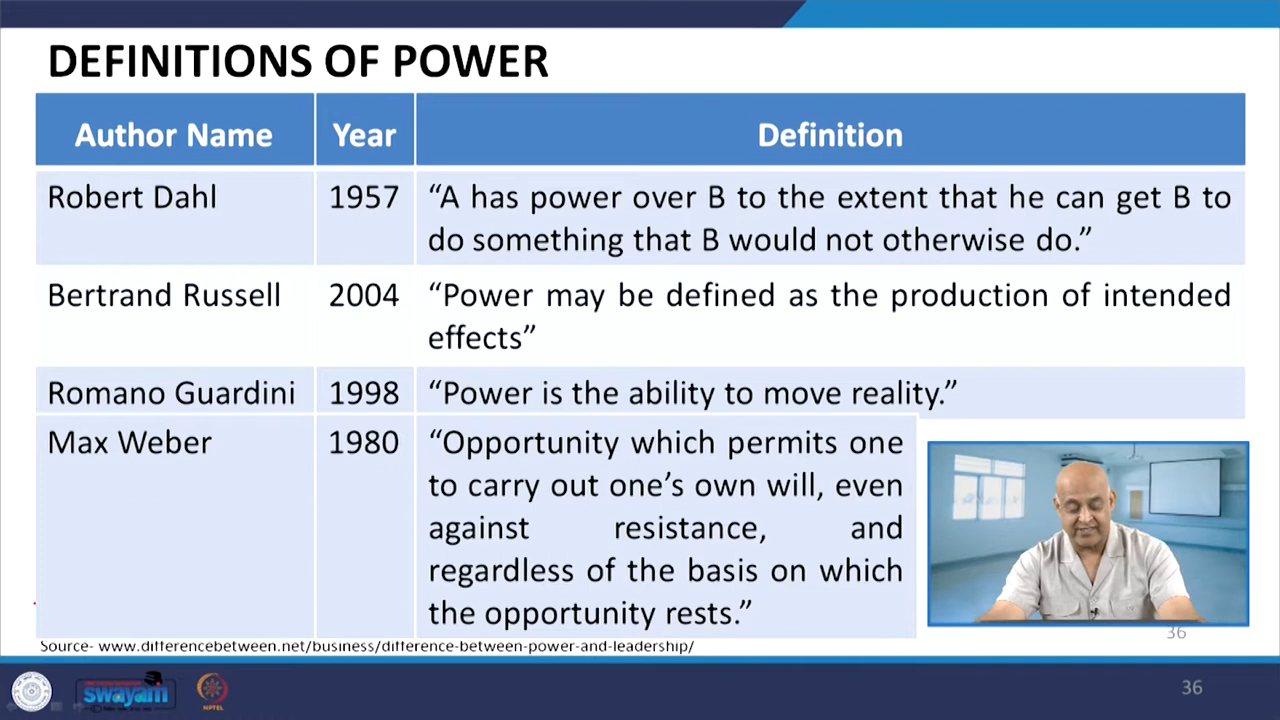 DEFINITIONS OF POWER
Author Name Year Definition
Robert Dahl 1957 “A has power over B to the extent that he can get B to
do something that B would not otherwise do.”
Bertrand Russell 2004 “Power may be defined as the production of intended
effects”
Romano Guardini 1998 “Power is the ability to move reality.”
Max Weber 1980 “Opportunity which permits one
to carry out one’s own will, even
against resistance, and
regardless of the basis on which
the opportunity rests.”
36
Source- www.differencebetween.net/business/difference-between-power-and-leadership/
swayam
NPTEL
36